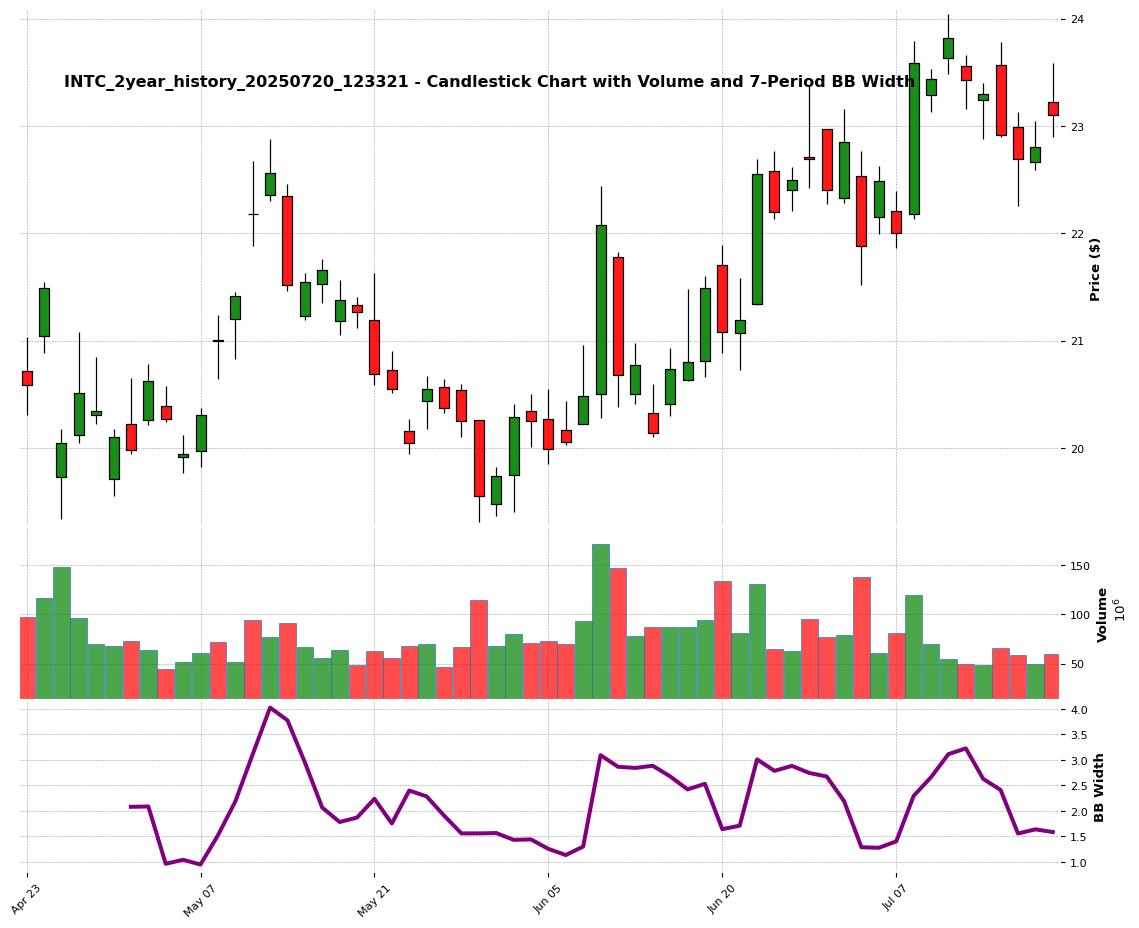 INTC_2year_history_20250720_123321 - Candlestick Chart with Volume and 7-Period BB Width
24
23
22
21
20
Price ($)
150
100
50
Volume
10^6
4.0
3.5
3.0
2.5
2.0
1.5
1.0
BB Width
Apr 23
May 07
May 21
Jun 05
Jun 20
Jul 07